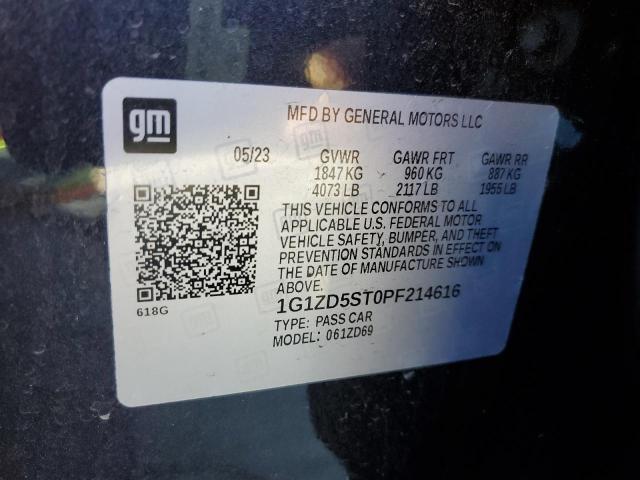 gm
MFD BY GENERAL MOTORS LLC
05/23 GVWR GAWR FRT GAWR RR
1847 KG 960 KG 887 KG
4073 LB 2117 LB 1955 LB
THIS VEHICLE CONFORMS TO ALL
APPLICABLE U.S. FEDERAL MOTOR
VEHICLE SAFETY, BUMPER, AND THEFT
PREVENTION STANDARDS IN EFFECT ON
THE DATE OF MANUFACTURE SHOWN
ABOVE.
618G
1G1ZD5ST0PF214616
TYPE: PASS CAR
MODEL: 061ZD69